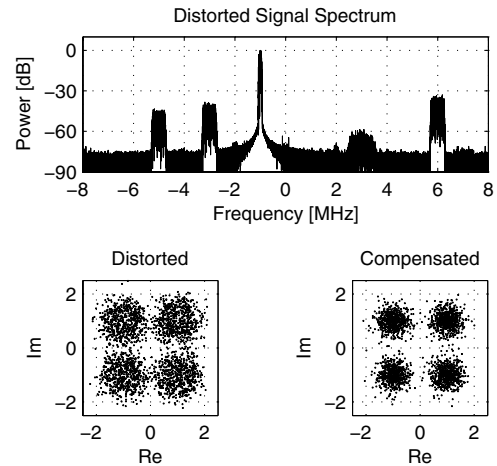 Distorted Signal Spectrum
Power [dB]
0
−30
−60
−90
−8 −6 −4 −2 0 2 4 6 8
Frequency [MHz]
Distorted
Im
2
0
−2
−2 0 2
Re
Compensated
Im
2
0
−2
−2 0 2
Re